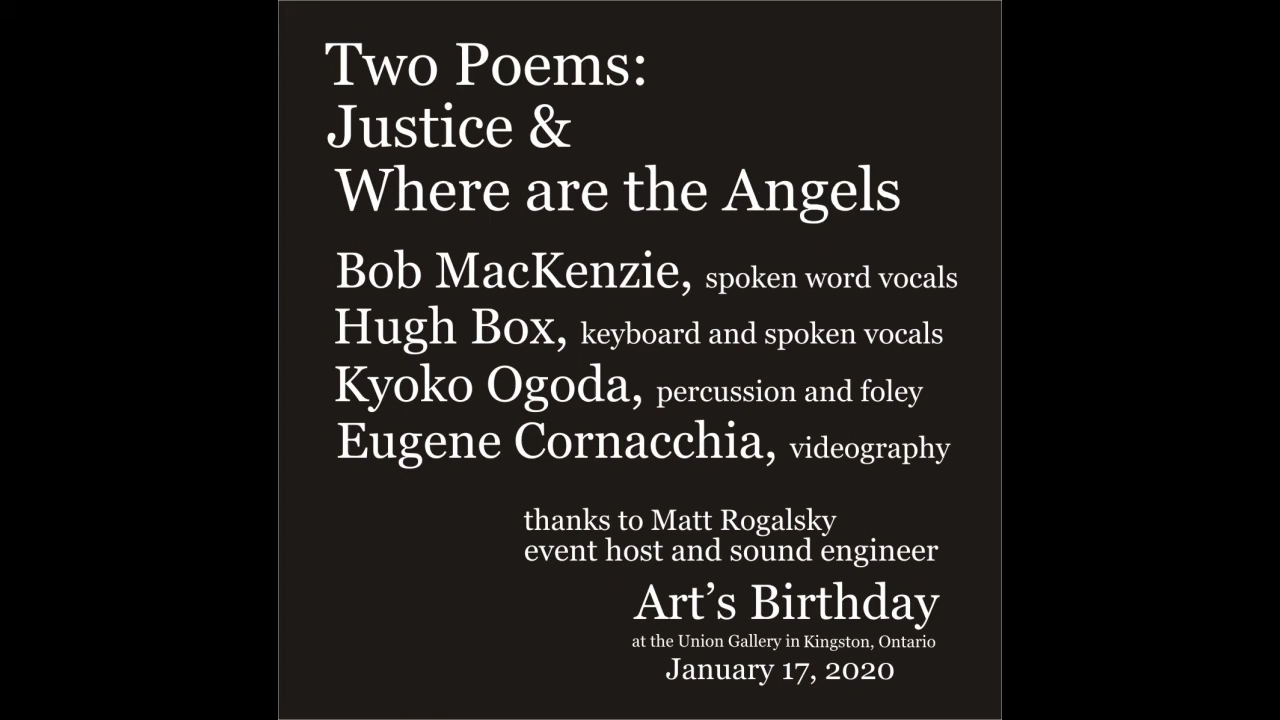 Two Poems:
Justice &
Where are the Angels
Bob MacKenzie, spoken word vocals
Hugh Box, keyboard and spoken vocals
Kyoko Ogoda, percussion and foley
Eugene Cornacchia, videography
thanks to Matt Rogalsky
event host and sound engineer
Art’s Birthday
at the Union Gallery in Kingston, Ontario
January 17, 2020